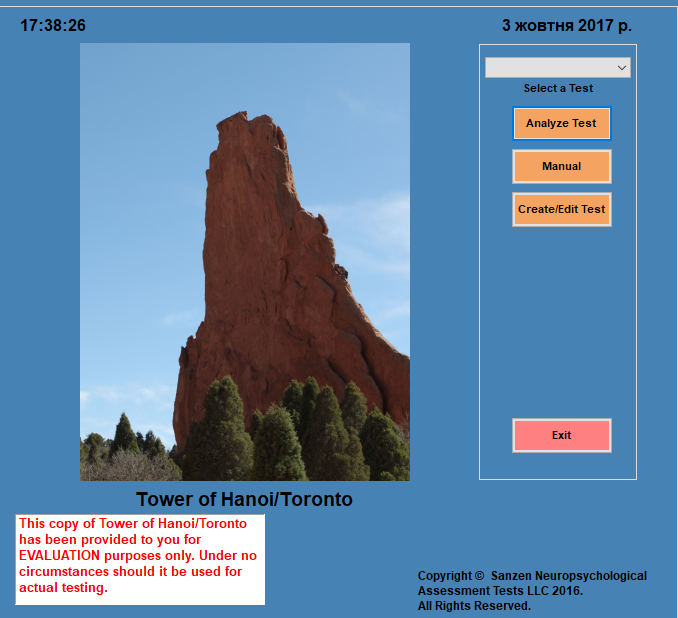 17:38:26
3 жовтня 2017 р.
Select a Test
Analyze Test
Manual
Create/Edit Test
Exit
Tower of Hanoi/Toronto
This copy of Tower of Hanoi/Toronto
has been provided to you for
EVALUATION purposes only. Under no
circumstances should it be used for
actual testing.
Copyright ©  Sanzen Neuropsychological
Assessment Tests LLC 2016.
All Rights Reserved.